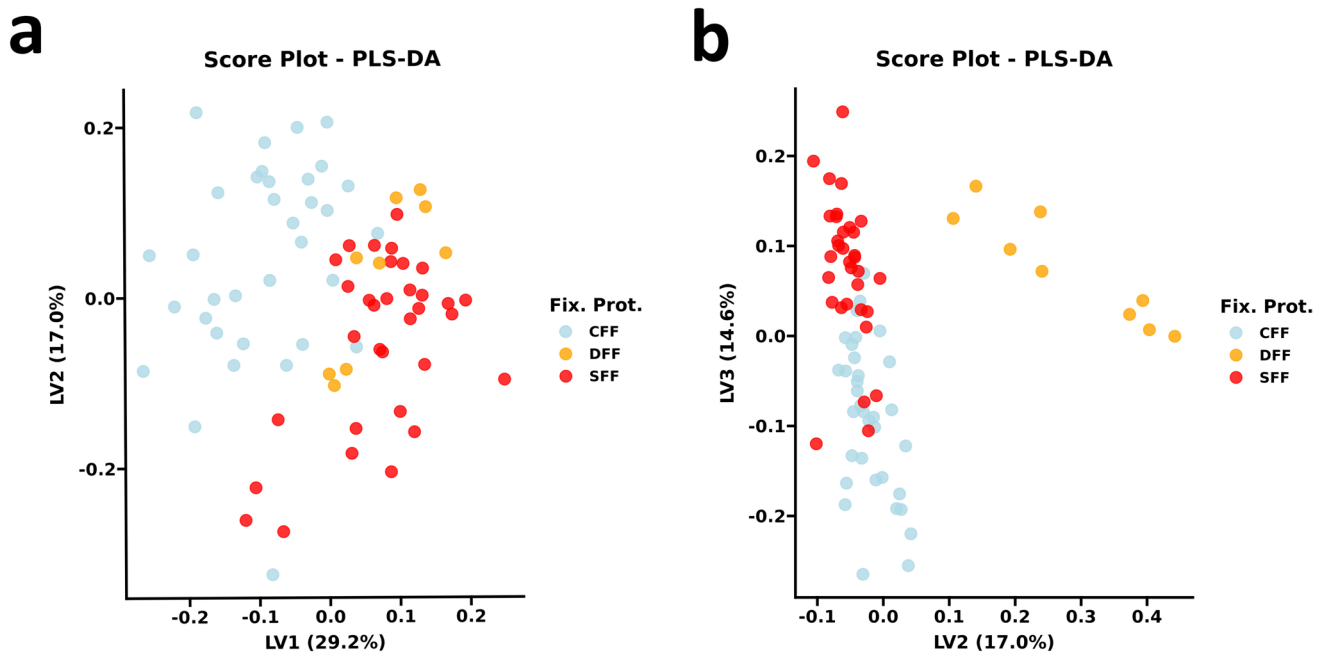 a
Score Plot - PLS-DA
0.2
0.0
-0.2
LV2 (17.0%)
-0.2
-0.1
0.0
0.1
0.2
LV1 (29.2%)
Fix. Prot.
CFF
DFF
SFF
b
Score Plot - PLS-DA
0.2
0.1
0.0
-0.1
-0.2
LV3 (14.6%)
-0.1
0.0
0.1
0.2
0.3
0.4
LV2 (17.0%)
Fix. Prot.
CFF
DFF
SFF